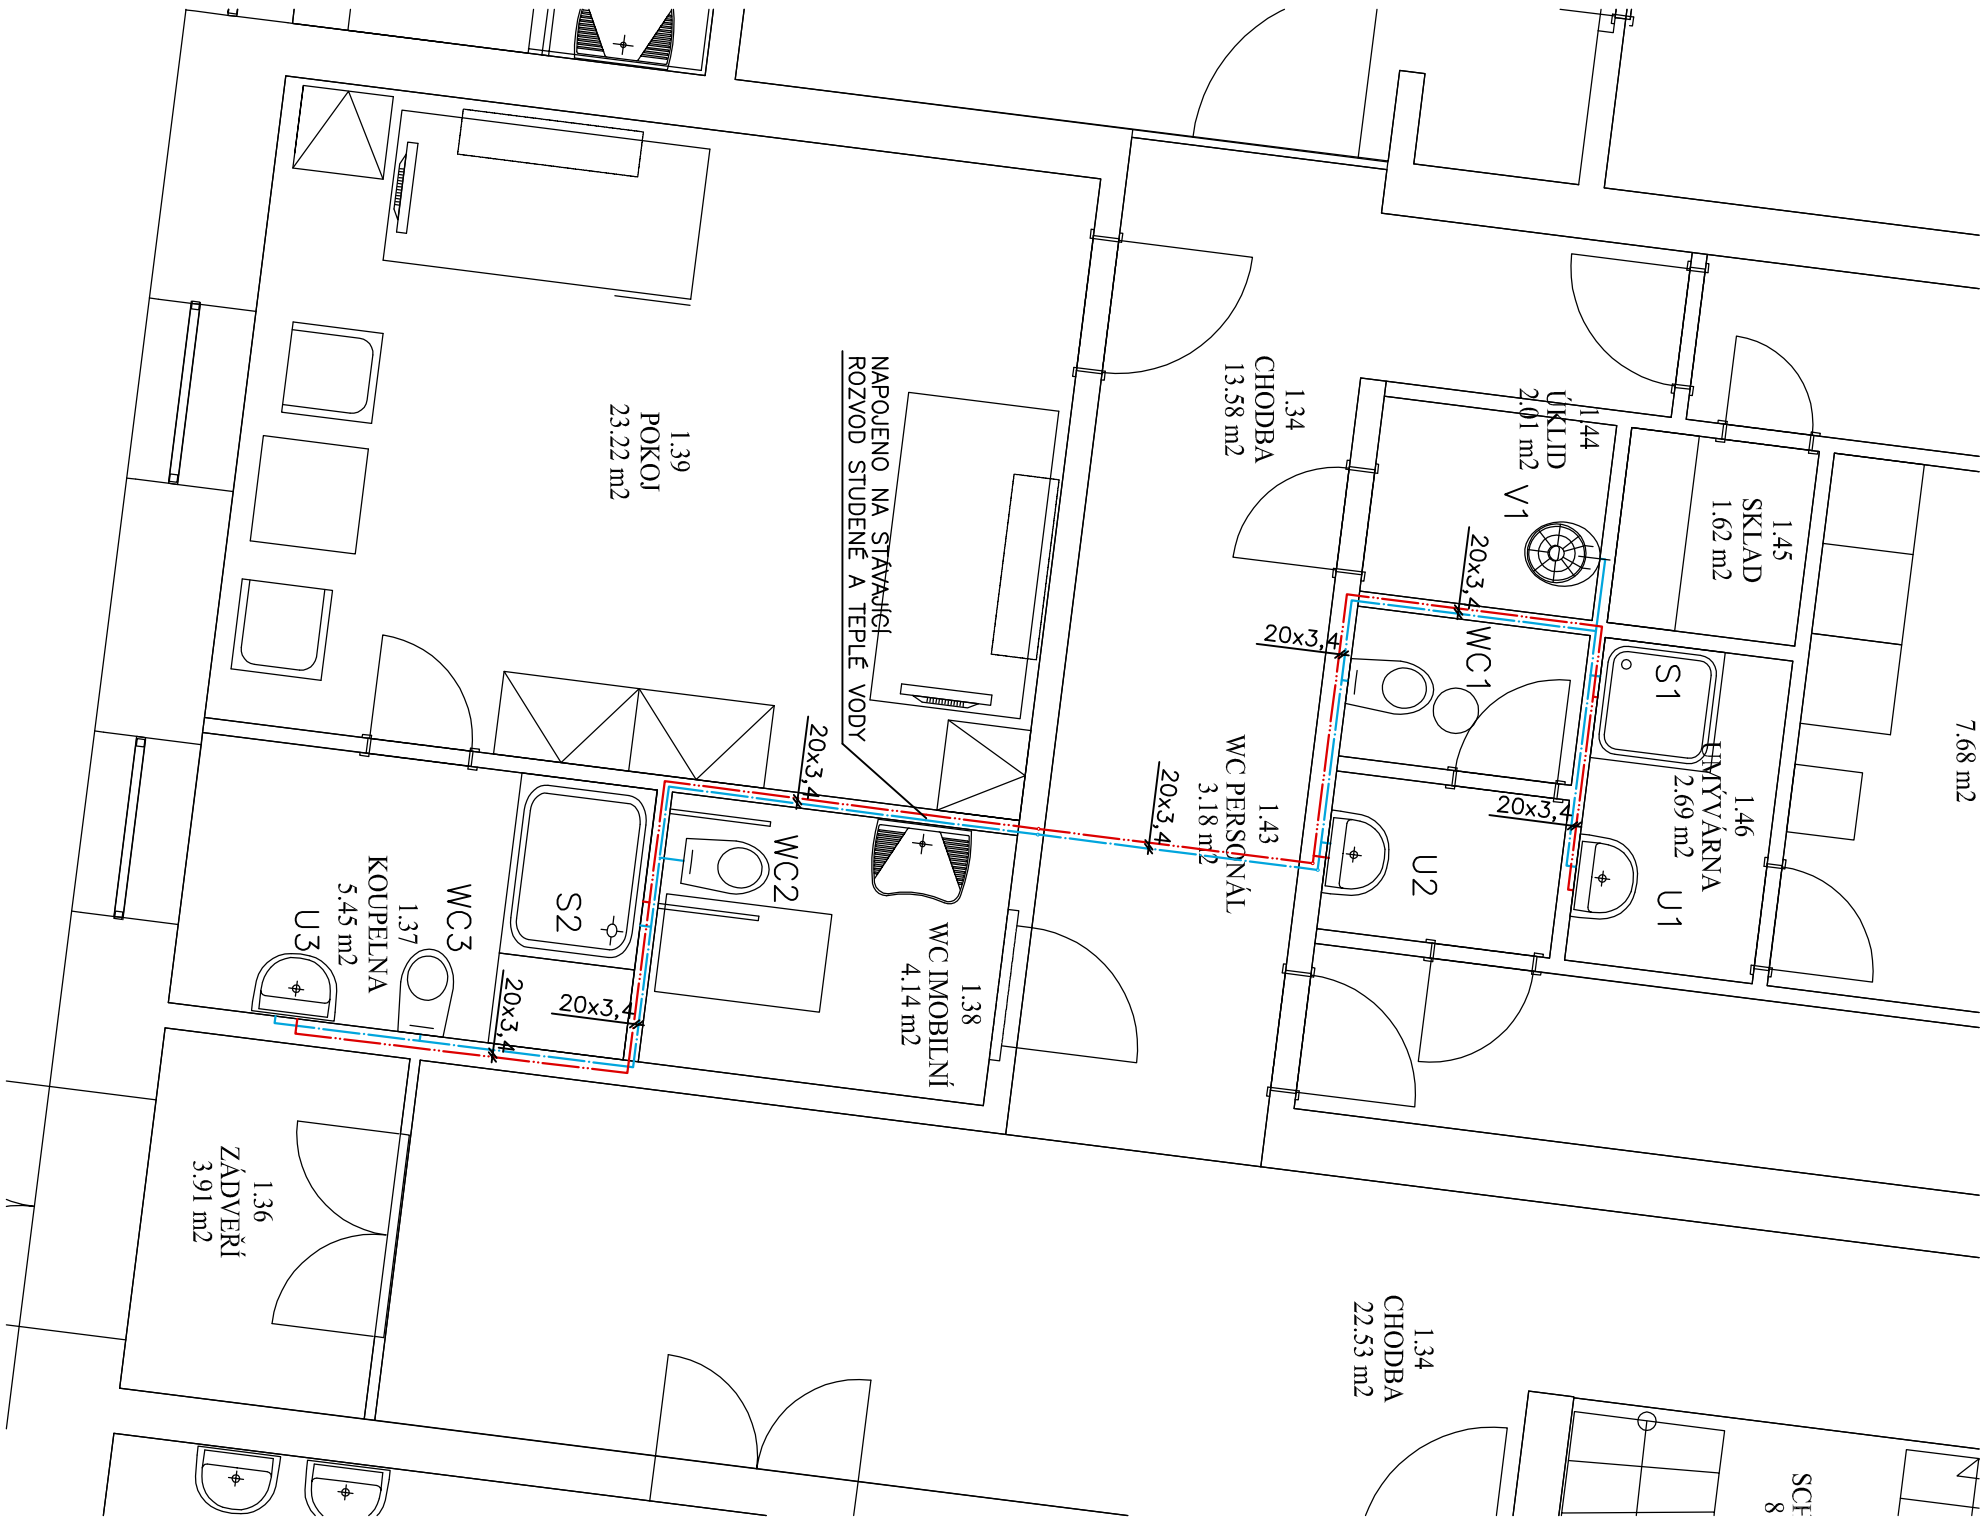 1.39
POKOJ
23.22 m2
NAPOJENO NA STÁVAJÍCÍ
ROZVOD STUDENÉ A TEPLÉ VODY
1.34
CHODBA
13.58 m2
1.44
ÚKLID
2.01 m2
V1
1.45
SKLAD
1.62 m2
20x3,4
20x3,4
WC1
S1
1.46
UMÝVÁRNA
2.69 m2
7.68 m2
20x3,4
U1
U2
1.43
WC PERSONÁL
3.18 m2
20x3,4
20x3,4
WC2
1.38
WC IMOBILNÍ
4.14 m2
S2
WC3
1.37
KOUPELNA
5.45 m2
U3
20x3,4
20x3,4
1.36
ZÁDVEŘÍ
3.91 m2
1.34
CHODBA
22.53 m2
8